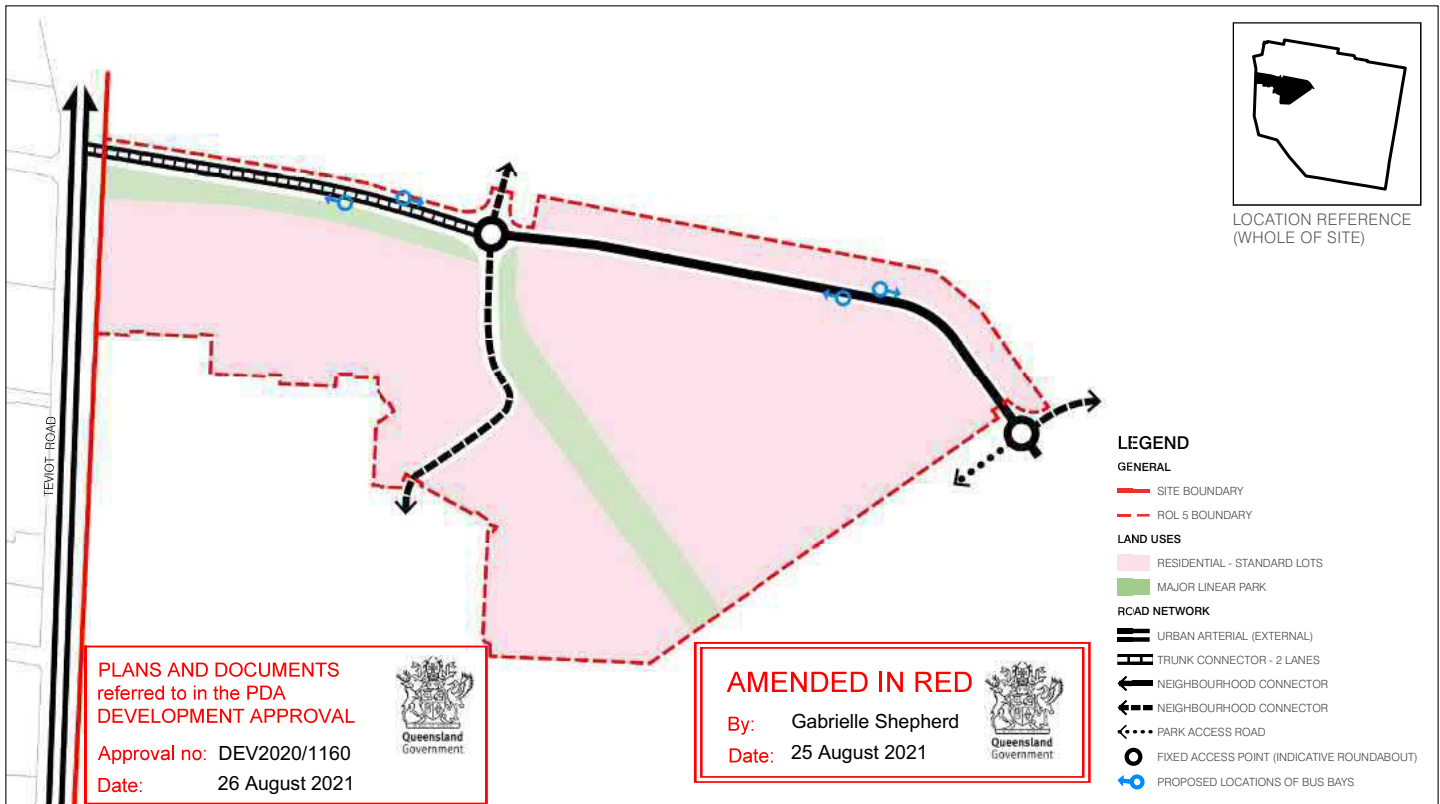 LOCATION REFERENCE
(WHOLE OF SITE)
TEVIOT ROAD
LEGEND
GENERAL
SITE BOUNDARY
ROL 5 BOUNDARY
LAND USES
RESIDENTIAL - STANDARD LOTS
MAJOR LINEAR PARK
ROAD NETWORK
URBAN ARTERIAL (EXTERNAL)
TRUNK CONNECTOR - 2 LANES
NEIGHBOURHOOD CONNECTOR
NEIGHBOURHOOD CONNECTOR
PARK ACCESS ROAD
FIXED ACCESS POINT (INDICATIVE ROUNDABOUT)
PROPOSED LOCATIONS OF BUS BAYS
PLANS AND DOCUMENTS
referred to in the PDA
DEVELOPMENT APPROVAL
Approval no: DEV2020/1160
Date: 26 August 2021
Queensland
Government
AMENDED IN RED
By: Gabrielle Shepherd
Date: 25 August 2021
Queensland
Government